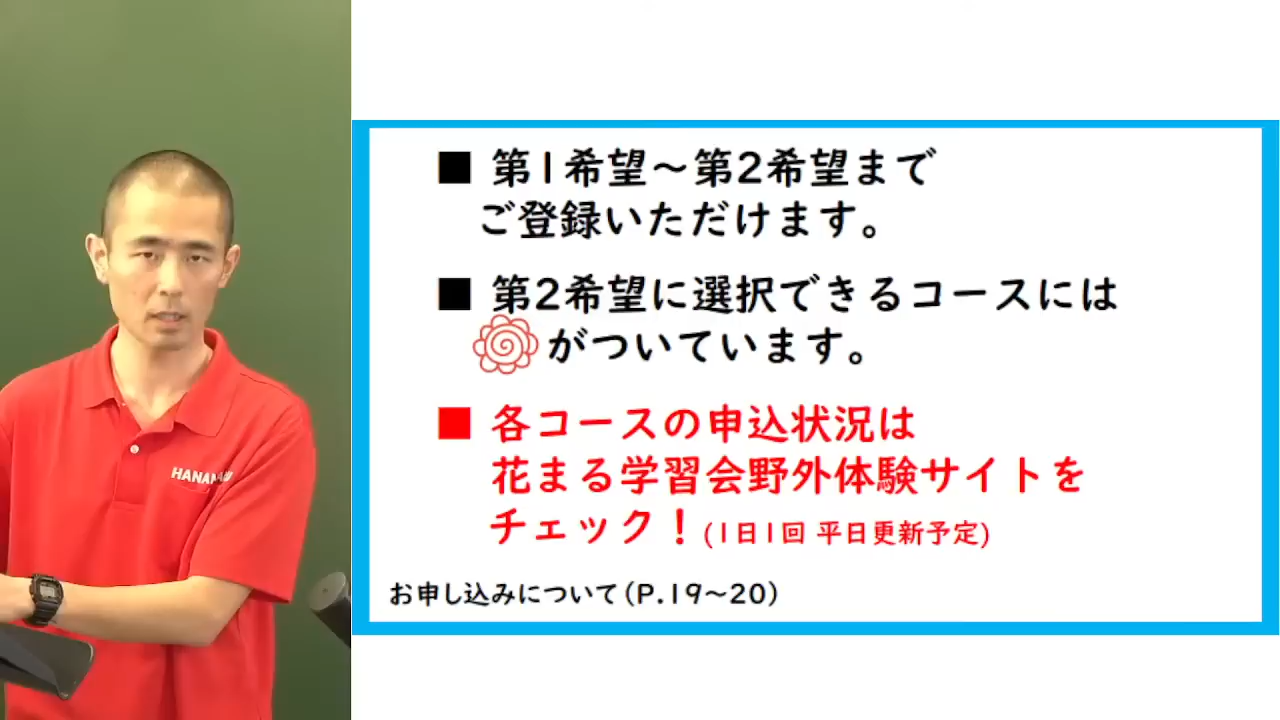 ■ 第1希望～第2希望まで
ご登録いただけます。
■ 第2希望に選択できるコースには
がついています。
■ 各コースの申込状況は
花まる学習会野外体験サイトを
チェック！(1日1回 平日更新予定)
お申し込みについて(P.19～20)